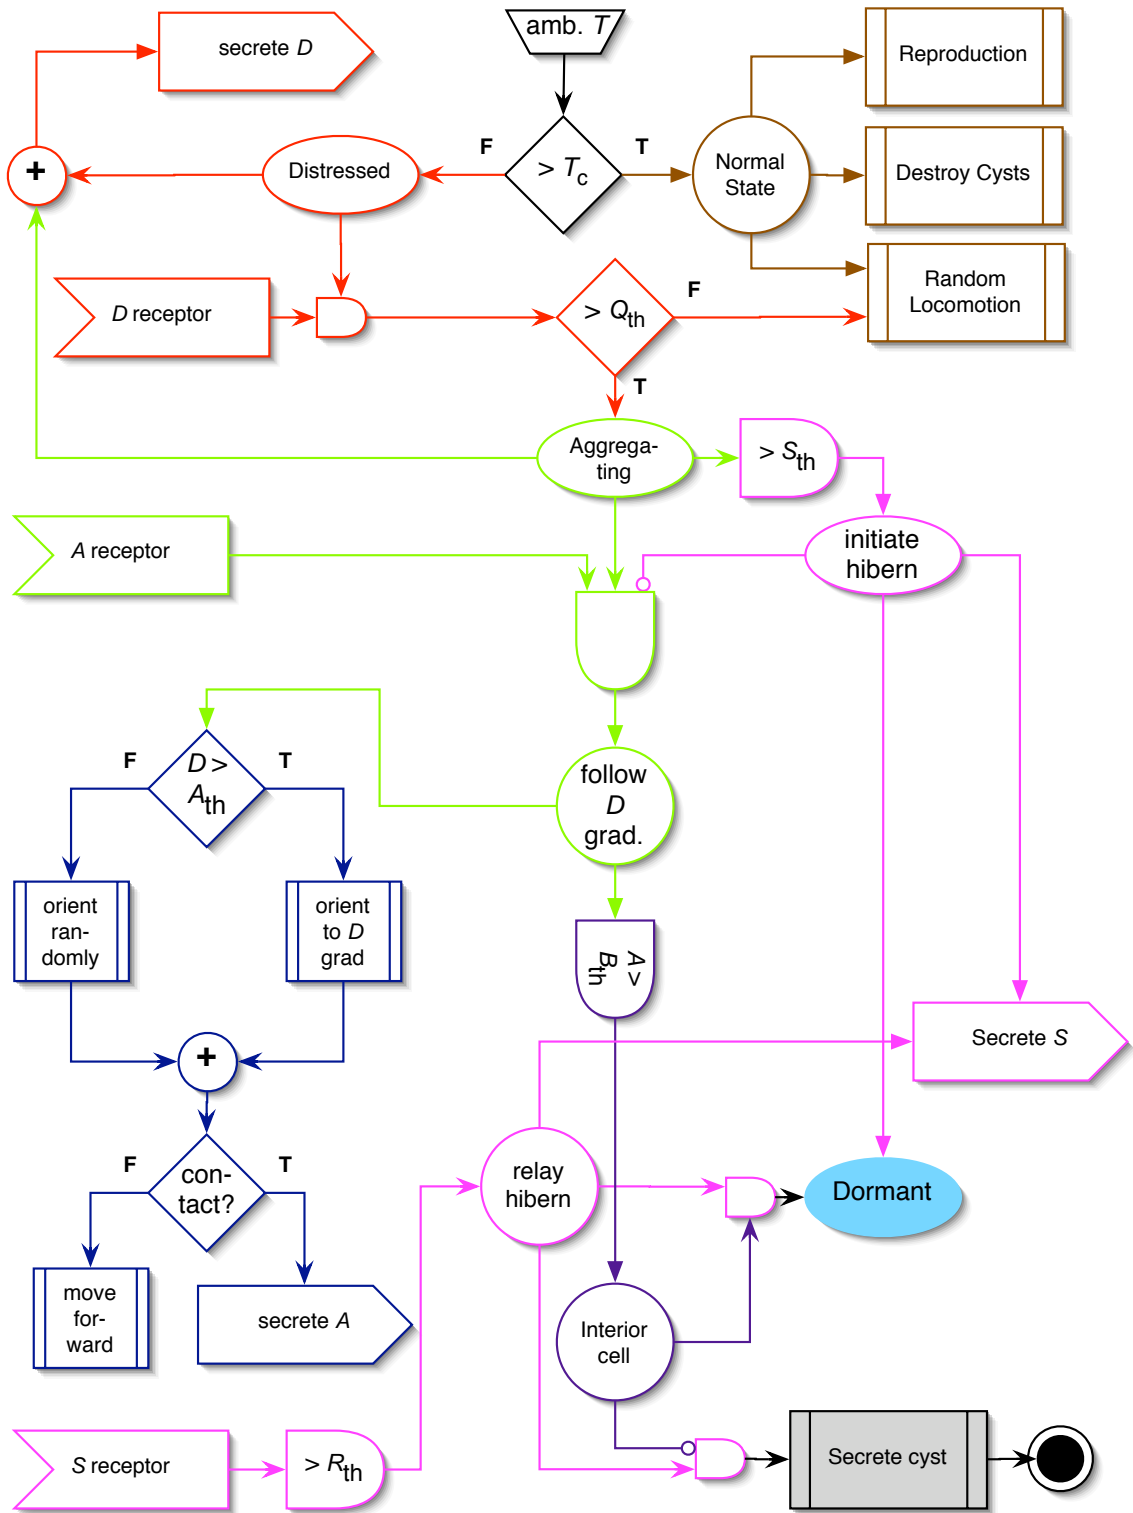 amb. T
secrete D
Reproduction
F
T
+
Distressed
> Tc
Normal
State
Destroy Cysts
Random
Locomotion
D receptor
> Qth
F
T
Aggrega-
ting
> Sth
A receptor
initiate
hibern
F
D >
Ath
T
follow
D
grad.
orient
ran-
domly
orient
to D
grad
A >
Bth
+
Secrete S
F
con-
tact?
T
relay
hibern
Dormant
move
for-
ward
secrete A
Interior
cell
S receptor
> Rth
Secrete cyst